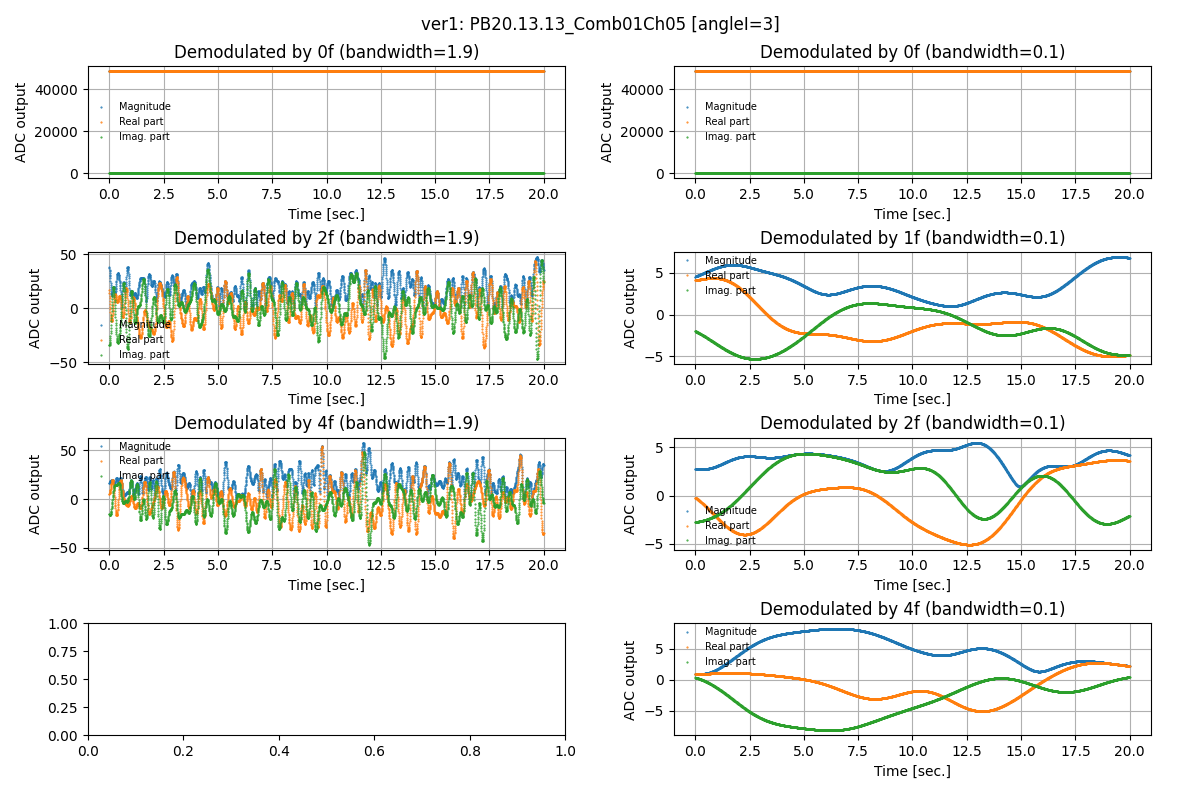 ver1: PB20.13.13_Comb01Ch05 [angleI=3]
Demodulated by 0f (bandwidth=1.9)
ADC output
40000
20000
0
Magnitude
Real part
Imag. part
0.0 2.5 5.0 7.5 10.0 12.5 15.0 17.5 20.0
Time [sec.]
Demodulated by 0f (bandwidth=0.1)
ADC output
40000
20000
0
Magnitude
Real part
Imag. part
0.0 2.5 5.0 7.5 10.0 12.5 15.0 17.5 20.0
Time [sec.]
Demodulated by 2f (bandwidth=1.9)
ADC output
50
0
−50
Magnitude
Real part
Imag. part
0.0 2.5 5.0 7.5 10.0 12.5 15.0 17.5 20.0
Time [sec.]
Demodulated by 1f (bandwidth=0.1)
ADC output
5
0
−5
Magnitude
Real part
Imag. part
0.0 2.5 5.0 7.5 10.0 12.5 15.0 17.5 20.0
Time [sec.]
Demodulated by 4f (bandwidth=1.9)
ADC output
50
0
−50
Magnitude
Real part
Imag. part
0.0 2.5 5.0 7.5 10.0 12.5 15.0 17.5 20.0
Time [sec.]
Demodulated by 2f (bandwidth=0.1)
ADC output
5
0
−5
Magnitude
Real part
Imag. part
0.0 2.5 5.0 7.5 10.0 12.5 15.0 17.5 20.0
Time [sec.]
1.00
0.75
0.50
0.25
0.00
0.0 0.2 0.4 0.6 0.8 1.0
Demodulated by 4f (bandwidth=0.1)
ADC output
5
0
−5
Magnitude
Real part
Imag. part
0.0 2.5 5.0 7.5 10.0 12.5 15.0 17.5 20.0
Time [sec.]